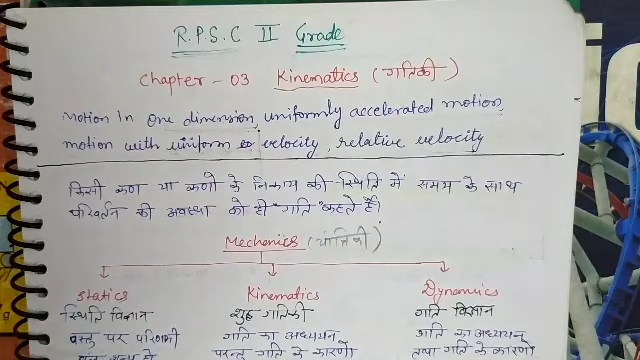 R.P.S.C II Grade
Chapter - 03 Kinematics (गतिकी)
Motion in one dimension, uniformly accelerated motion,
motion with uniform velocity, relative velocity
किसी कण या कणों के निकाय की स्थिति में समय के साथ
परिवर्तन की अवस्था को ही "गति" कहते हैं।
Mechanics (यांत्रिकी)
Statics Kinematics Dynamics
स्थिति विज्ञान शुद्ध गतिकी गति विज्ञान
वस्तु पर परिणामी गति का अध्ययन गति का अध्ययन
बल शून्य हो परन्तु गति के कारणों तथा गति के कारणों